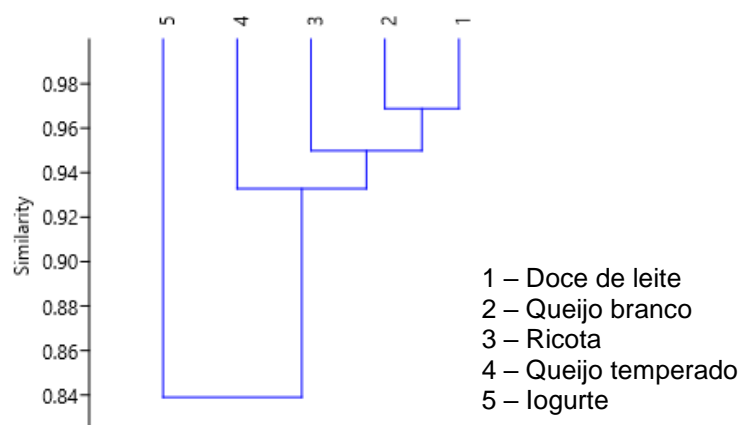 5 4 3 2 1
0.98
0.96
0.94
0.92
0.90
0.88
0.86
0.84
Similarity
1 – Doce de leite
2 – Queijo branco
3 – Ricota
4 – Queijo temperado
5 – Iogurte